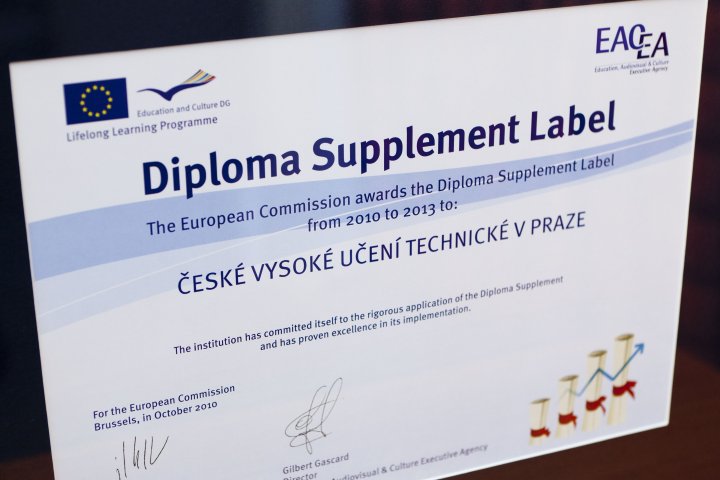 Education and Culture DG
Lifelong Learning Programme
EACEA
Education, Audiovisual & Culture
Executive Agency
Diploma Supplement Label
The European Commission awards the Diploma Supplement Label
from 2010 to 2013 to:
ČESKÉ VYSOKÉ UČENÍ TECHNICKÉ V PRAZE
The institution has committed itself to the rigorous application of the Diploma Supplement
and has proven excellence in its implementation.
For the European Commission
Brussels, in October 2010
Gilbert Gascard
Director
Audiovisual & Culture Executive Agency